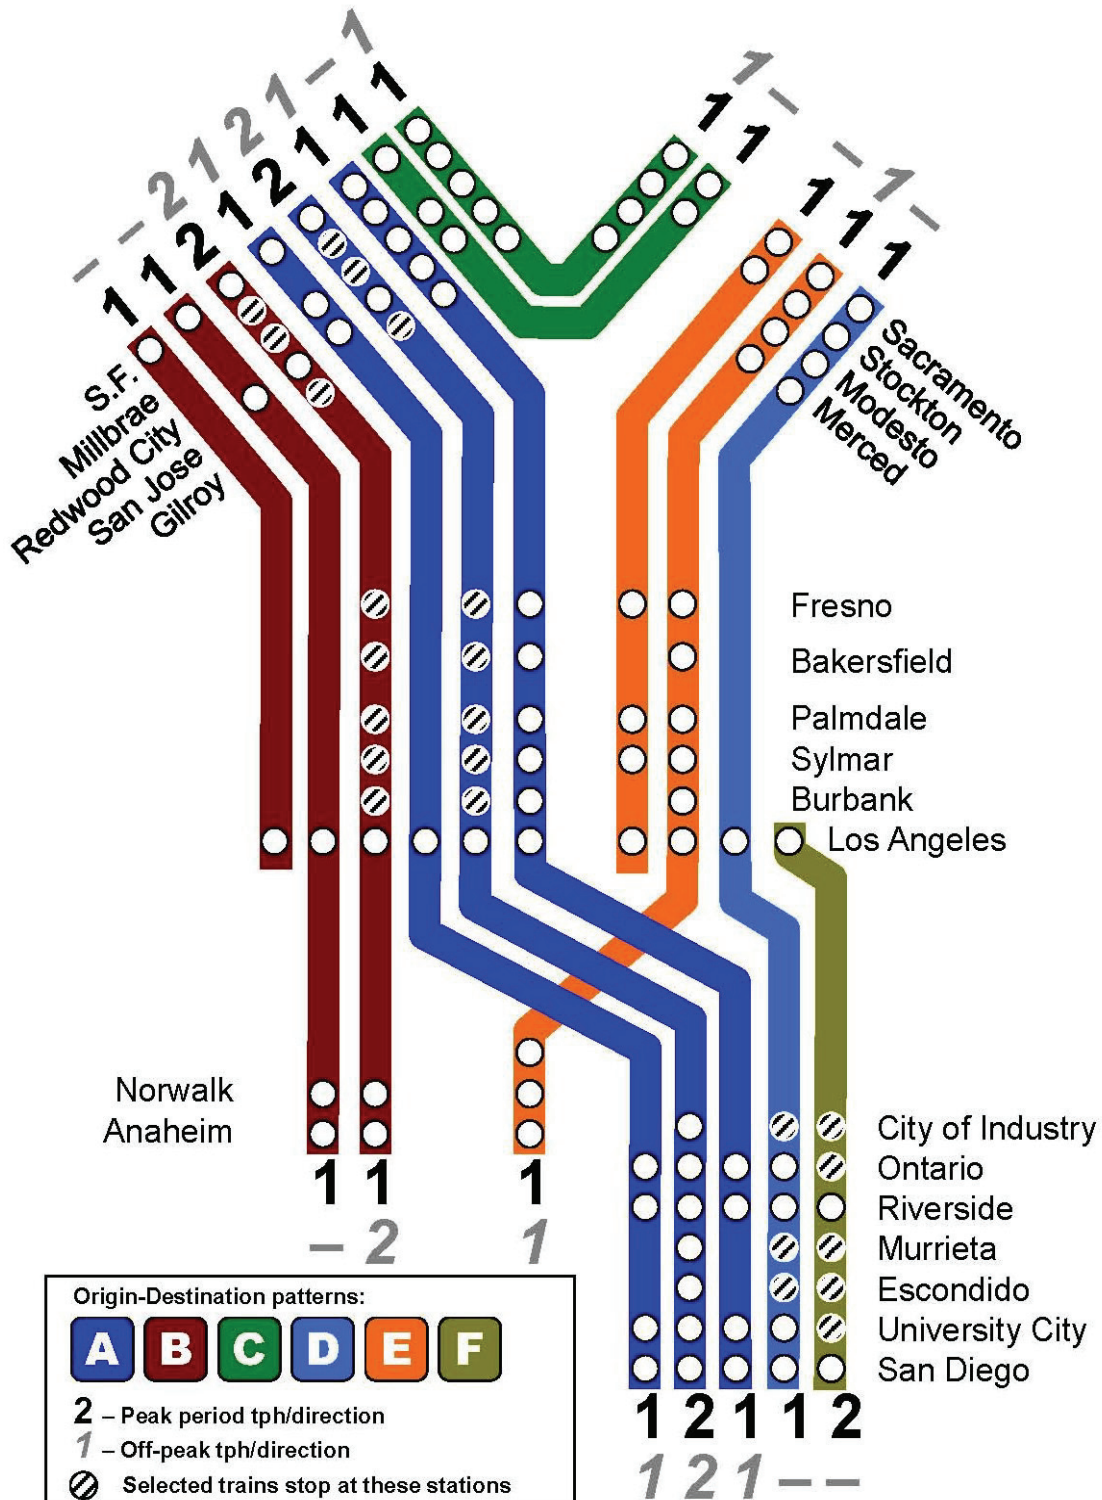 – – 2 1 2 1 – 1
1 1 2 1 2 1 1 1
1 –
1 1
– 1 –
1 1 1
S.F.
Millbrae
Redwood City
San Jose
Gilroy
Sacramento
Stockton
Modesto
Merced
Fresno
Bakersfield
Palmdale
Sylmar
Burbank
Los Angeles
Norwalk
Anaheim
1 1 1
– 2 1
City of Industry
Ontario
Riverside
Murrieta
Escondido
University City
San Diego
1 2 1 1 2
1 2 1 – –
Origin-Destination patterns:
A B C D E F
2 – Peak period tph/direction
1 – Off-peak tph/direction
Selected trains stop at these stations